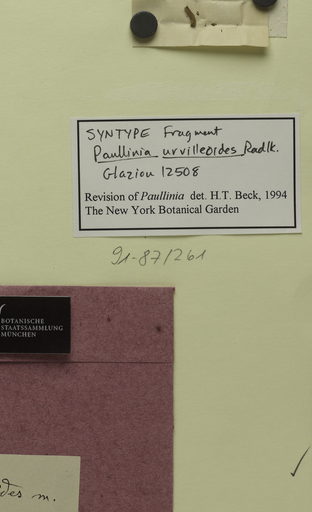 SYNTYPE Fragment
Paullinia urvilleoides Radlk.
Glaziou 12508
Revision of Paullinia det. H.T. Beck, 1994
The New York Botanical Garden
91-87/261
BOTANISCHE
STAATSSAMMLUNG
MÜNCHEN
ides m.